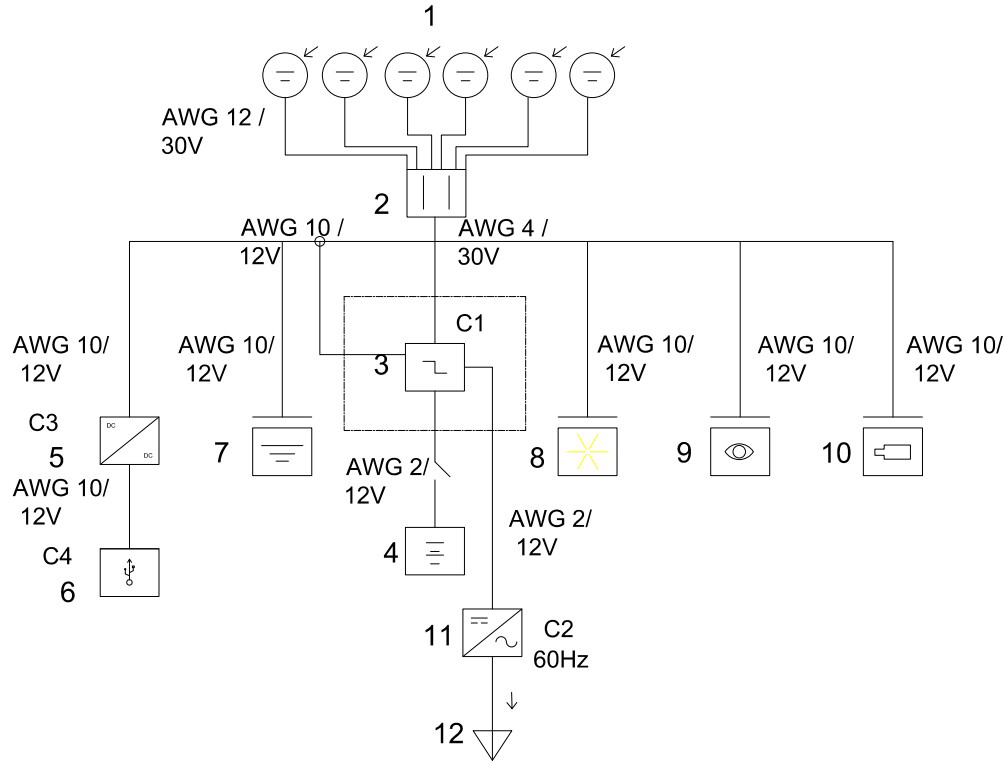 1
AWG 12 /
30V
2
AWG 10 /
12V
AWG 4 /
30V
C1
3
AWG 10/
12V
AWG 10/
12V
AWG 10/
12V
AWG 10/
12V
AWG 10/
12V
C3
5
DC
DC
7
8
9
10
AWG 10/
12V
AWG 2/
12V
AWG 2/
12V
C4
6
4
11
C2
60Hz
12